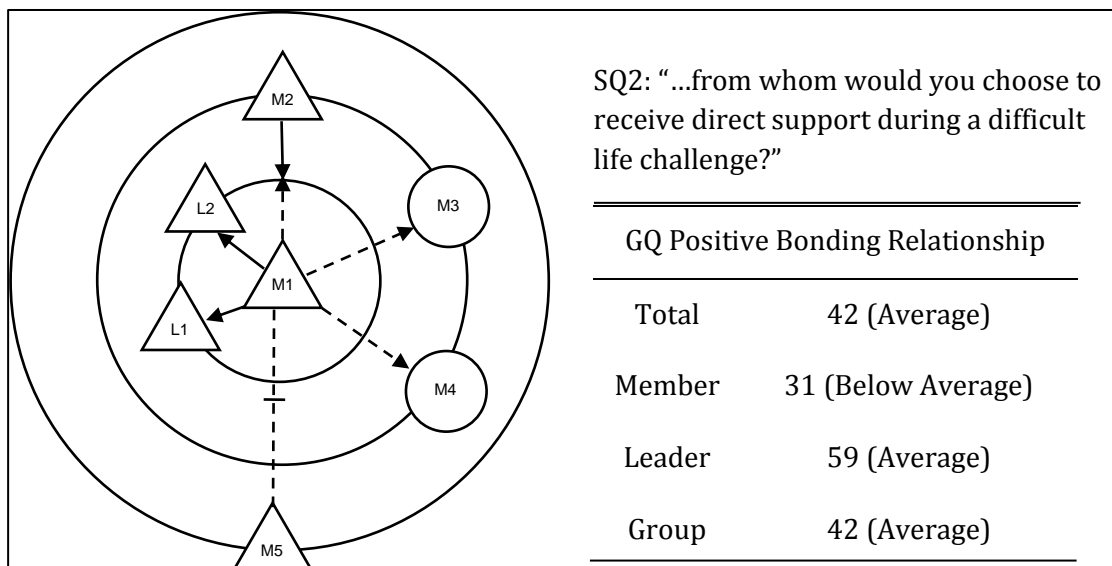 M2
L2
M3
M1
L1
M4
M5
SQ2: “…from whom would you choose to
receive direct support during a difficult
life challenge?”
GQ Positive Bonding Relationship
Total 42 (Average)
Member 31 (Below Average)
Leader 59 (Average)
Group 42 (Average)